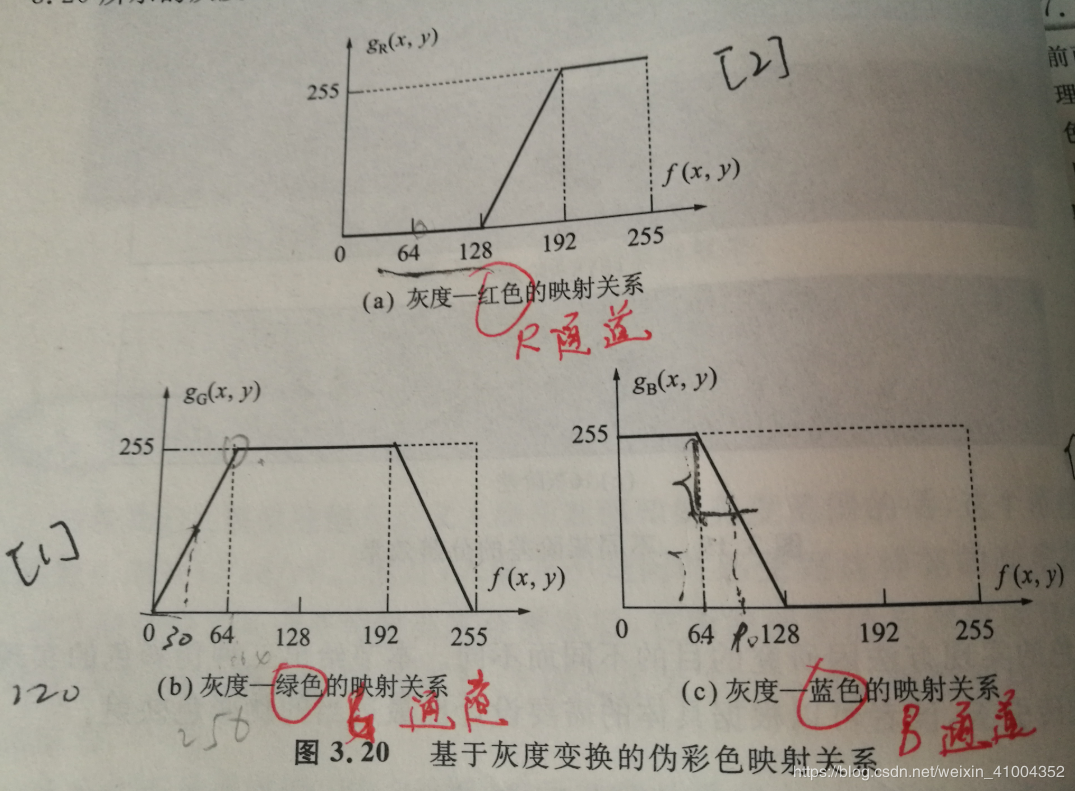 g_R(x, y)
[2]
255
f(x, y)
0 64 128 192 255
(a) 灰度—红色的映射关系
R通道
g_G(x, y)
255
[1]
f(x, y)
0 30 64 128 192 255
(b) 灰度—绿色的映射关系
120
G通道
256
g_B(x, y)
255
f(x, y)
0 64 128 192 255
(c) 灰度—蓝色的映射关系
B通道
图 3.20 基于灰度变换的伪彩色映射关系
https://blog.csdn.net/weixin_41004352